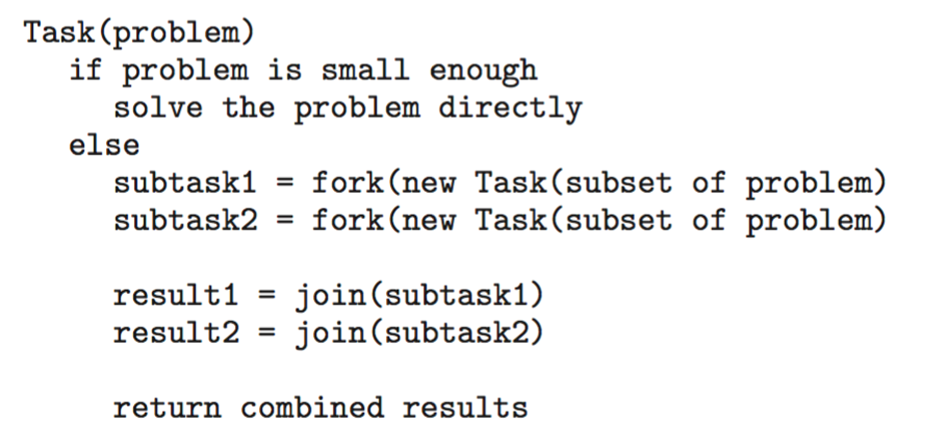 Task(problem)
if problem is small enough
solve the problem directly
else
subtask1 = fork(new Task(subset of problem)
subtask2 = fork(new Task(subset of problem)
result1 = join(subtask1)
result2 = join(subtask2)
return combined results